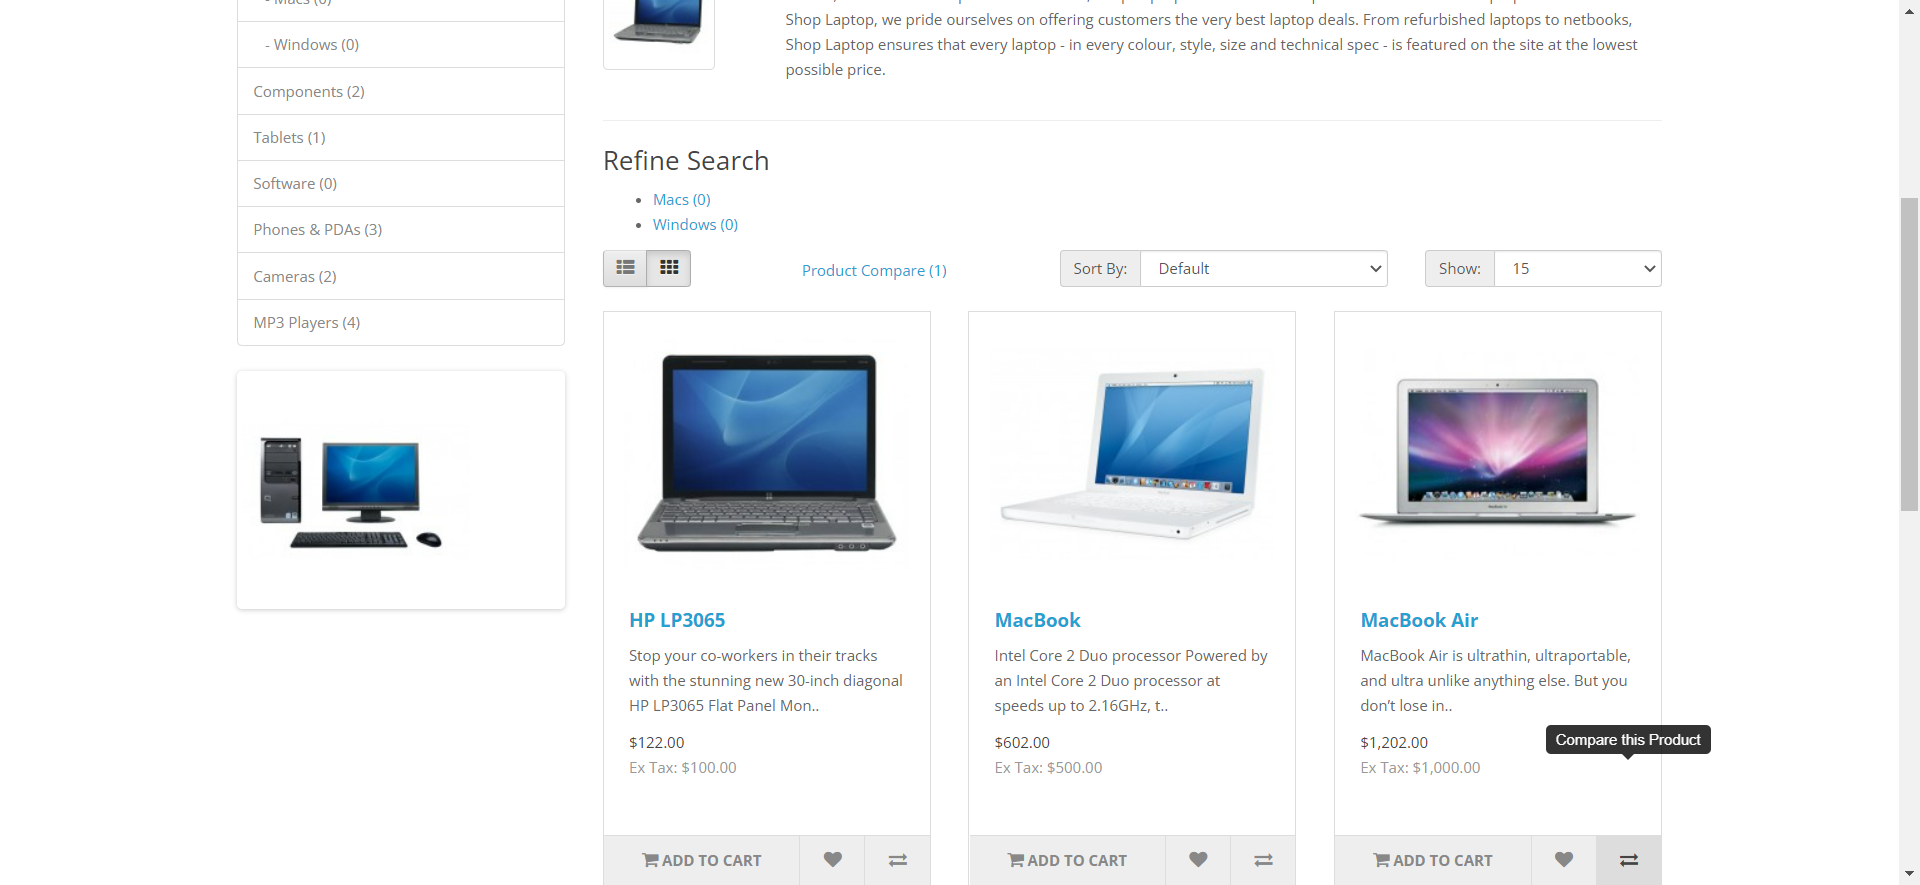 - Macs (0)
- Windows (0)
Components (2)
Tablets (1)
Software (0)
Phones & PDAs (3)
Cameras (2)
MP3 Players (4)
Shop Laptop, we pride ourselves on offering customers the very best laptop deals. From refurbished laptops to netbooks,
Shop Laptop ensures that every laptop - in every colour, style, size and technical spec - is featured on the site at the lowest
possible price.
Refine Search
Macs (0)
Windows (0)
Product Compare (1)
Sort By:
Default
Show:
15
HP LP3065
Stop your co-workers in their tracks
with the stunning new 30-inch diagonal
HP LP3065 Flat Panel Mon..
$122.00
Ex Tax: $100.00
ADD TO CART
MacBook
Intel Core 2 Duo processor Powered by
an Intel Core 2 Duo processor at
speeds up to 2.16GHz, t..
$602.00
Ex Tax: $500.00
ADD TO CART
MacBook Air
MacBook Air is ultrathin, ultraportable,
and ultra unlike anything else. But you
don’t lose in..
$1,202.00
Ex Tax: $1,000.00
Compare this Product
ADD TO CART